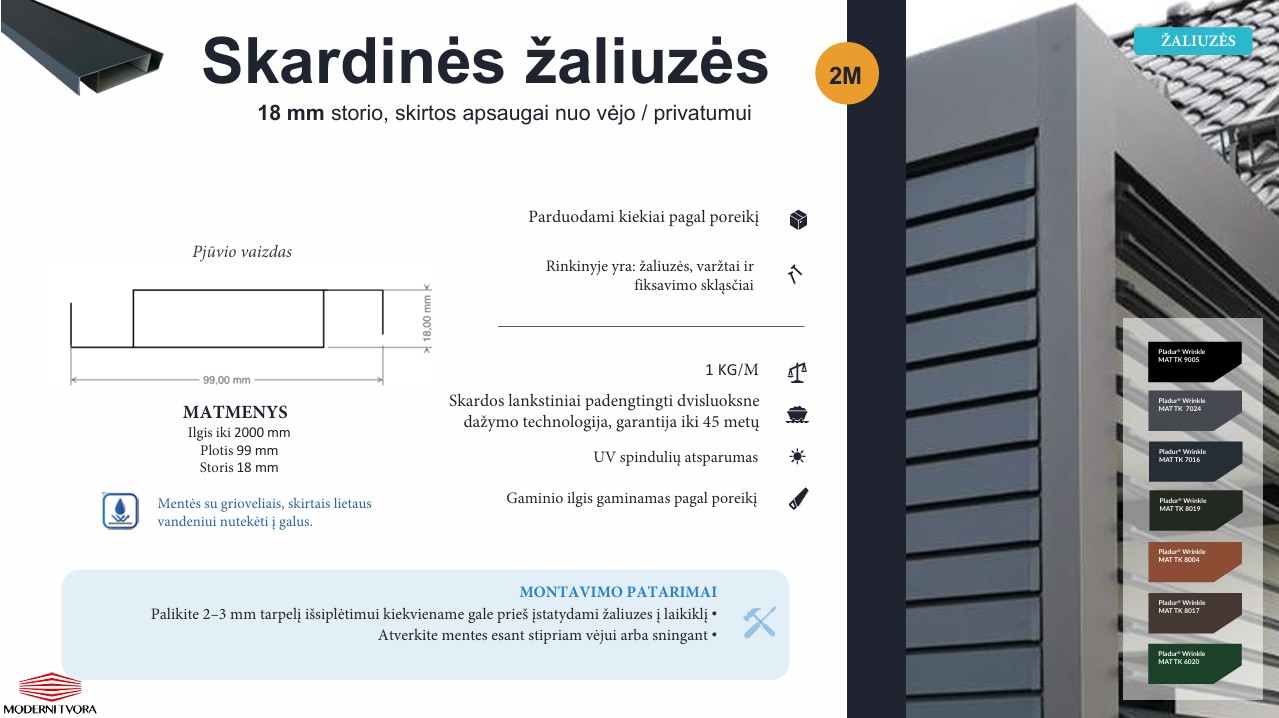 Skardinės žaliuzės
18 mm storio, skirtos apsaugai nuo vėjo / privatumui
2M
ŽALIUZĖS
Parduodami kiekiai pagal poreikį
Rinkinyje yra: žaliuzės, varžtai ir
fiksavimo skląsčiai
Pjūvio vaizdas
18,00 mm
99,00 mm
MATMENYS
Ilgis iki 2000 mm
Plotis 99 mm
Storis 18 mm
Mentės su grioveliais, skirtais lietaus
vandeniui nutekėti į galus.
1 KG/M
Skardos lankstiniai padengtingti dvisluoksne
dažymo technologija, garantija iki 45 metų
UV spindulių atsparumas
Gaminio ilgis gaminamas pagal poreikį
MONTAVIMO PATARIMAI
Palikite 2–3 mm tarpelį išsiplėtimui kiekviename gale prieš įstatydami žaliuzes į laikiklį •
Atverkite mentes esant stipriam vėjui arba sningant •
MODERNI TVORA
Pladur® Wrinkle
MAT TK 9005
Pladur® Wrinkle
MAT TK 7024
Pladur® Wrinkle
MAT TK 7016
Pladur® Wrinkle
MAT TK 8019
Pladur® Wrinkle
MAT TK 8004
Pladur® Wrinkle
MAT TK 8017
Pladur® Wrinkle
MAT TK 6020